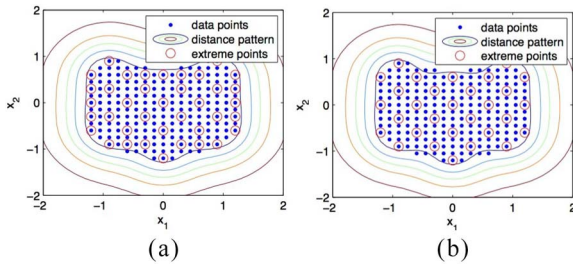 2
data points
distance pattern
extreme points
1
0
−1
−2
−2
−1
0
1
2
x2
x1
(a)
2
data points
distance pattern
extreme points
1
0
−1
−2
−2
−1
0
1
2
x2
x1
(b)